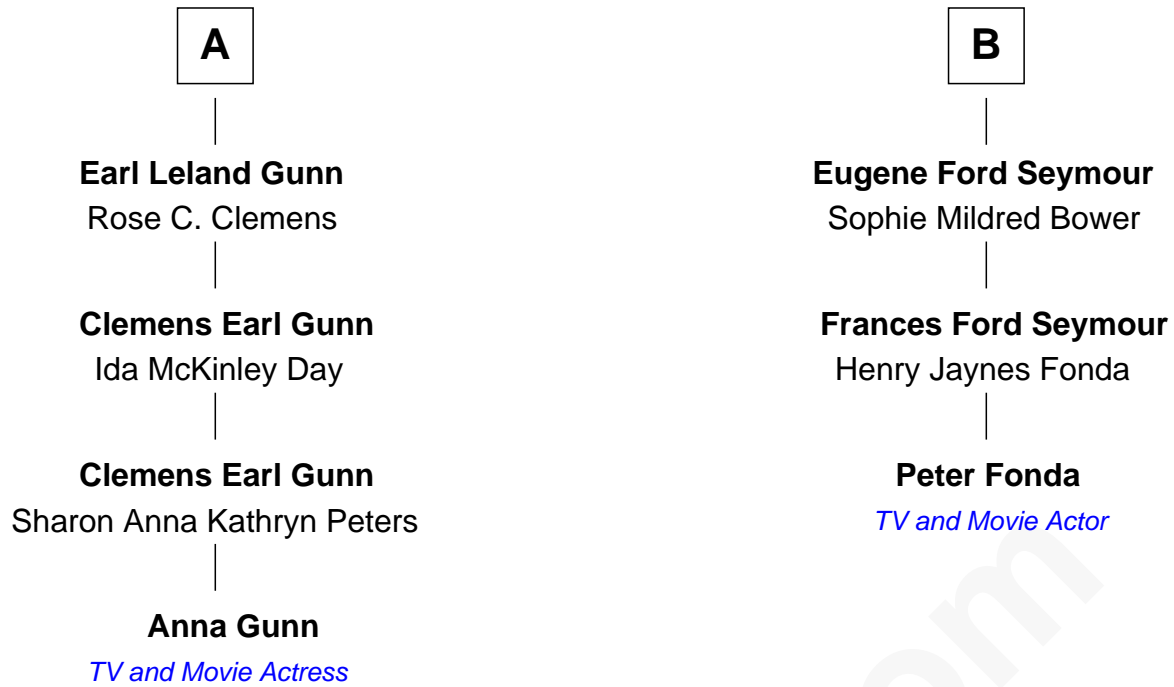 A
Earl Leland Gunn
Rose C. Clemens
Clemens Earl Gunn
Ida McKinley Day
Clemens Earl Gunn
Sharon Anna Kathryn Peters
Anna Gunn
TV and Movie Actress
B
Eugene Ford Seymour
Sophie Mildred Bower
Frances Ford Seymour
Henry Jaynes Fonda
Peter Fonda
TV and Movie Actor
om